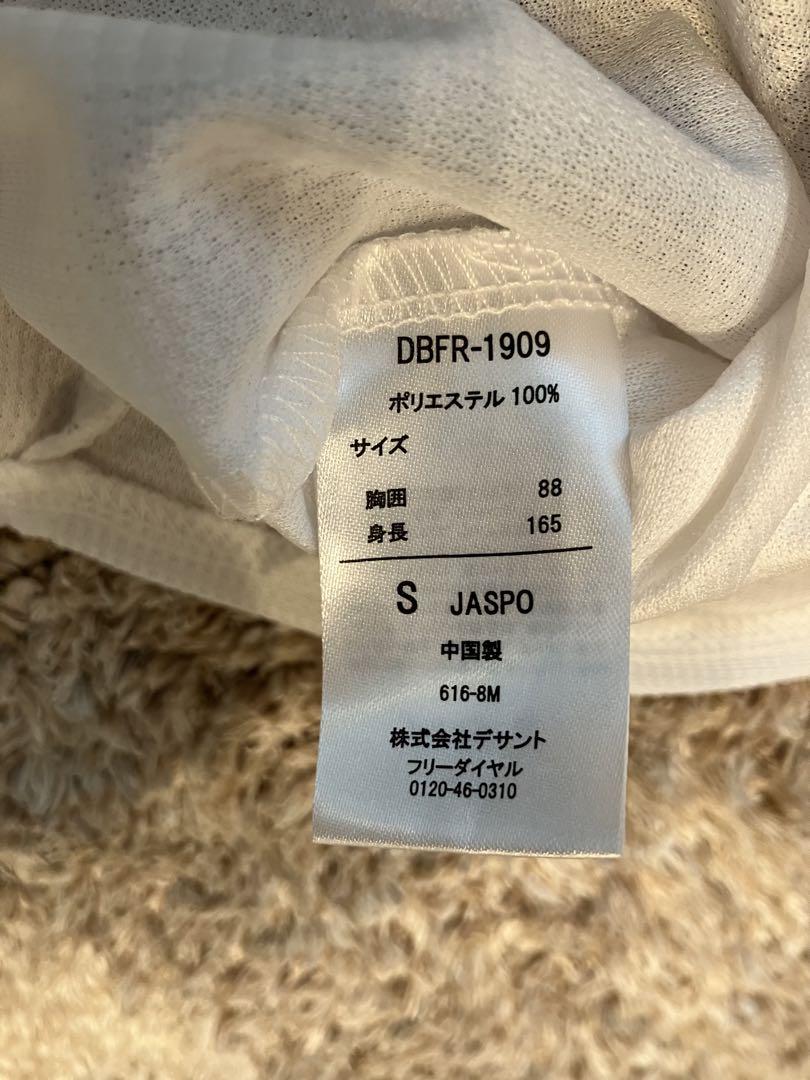 DBFR-1909
ポリエステル 100%
サイズ
胸囲 88
身長 165
S JASPO
中国製
616-8M
株式会社デサント
フリーダイヤル
0120-46-0310